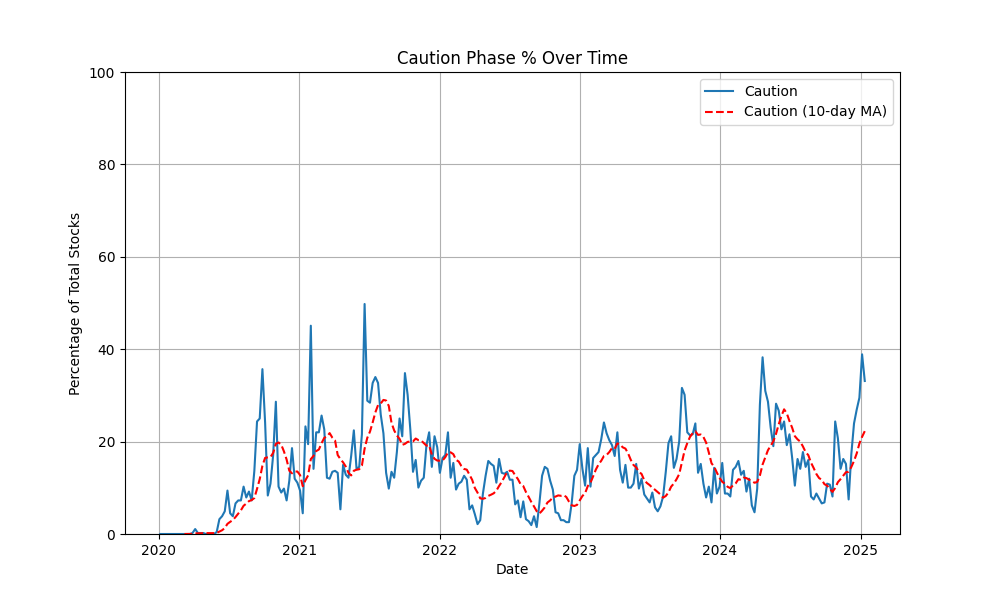 Caution Phase % Over Time
100
80
60
40
20
0
Percentage of Total Stocks
Caution
Caution (10-day MA)
2020
2021
2022
2023
2024
2025
Date